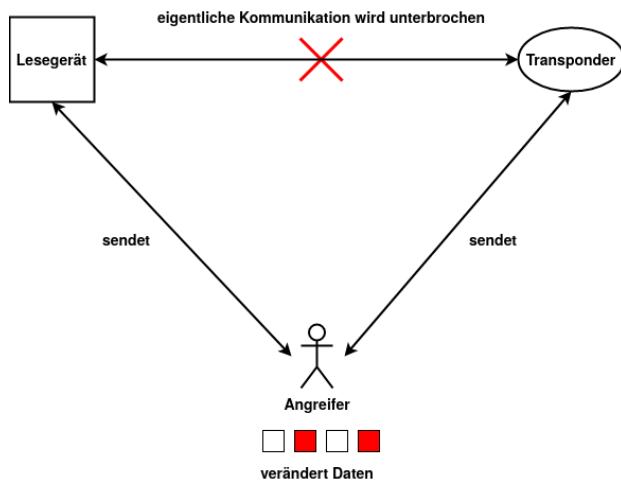 eigentliche Kommunikation wird unterbrochen
Lesegerät
Transponder
sendet
sendet
Angreifer
verändert Daten